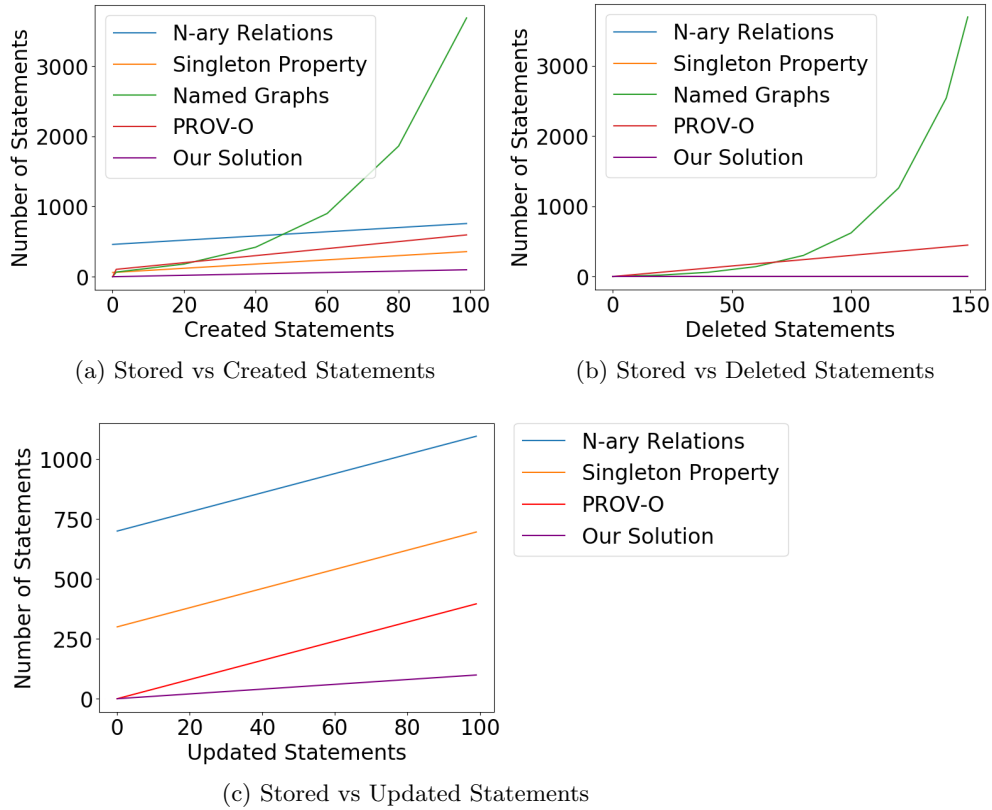 Number of Statements
3000
2000
1000
0
N-ary Relations
Singleton Property
Named Graphs
PROV-O
Our Solution
0 20 40 60 80 100
Created Statements
(a) Stored vs Created Statements
Number of Statements
3000
2000
1000
0
N-ary Relations
Singleton Property
Named Graphs
PROV-O
Our Solution
0 50 100 150
Deleted Statements
(b) Stored vs Deleted Statements
Number of Statements
1000
750
500
250
0
0 20 40 60 80 100
Updated Statements
N-ary Relations
Singleton Property
PROV-O
Our Solution
(c) Stored vs Updated Statements